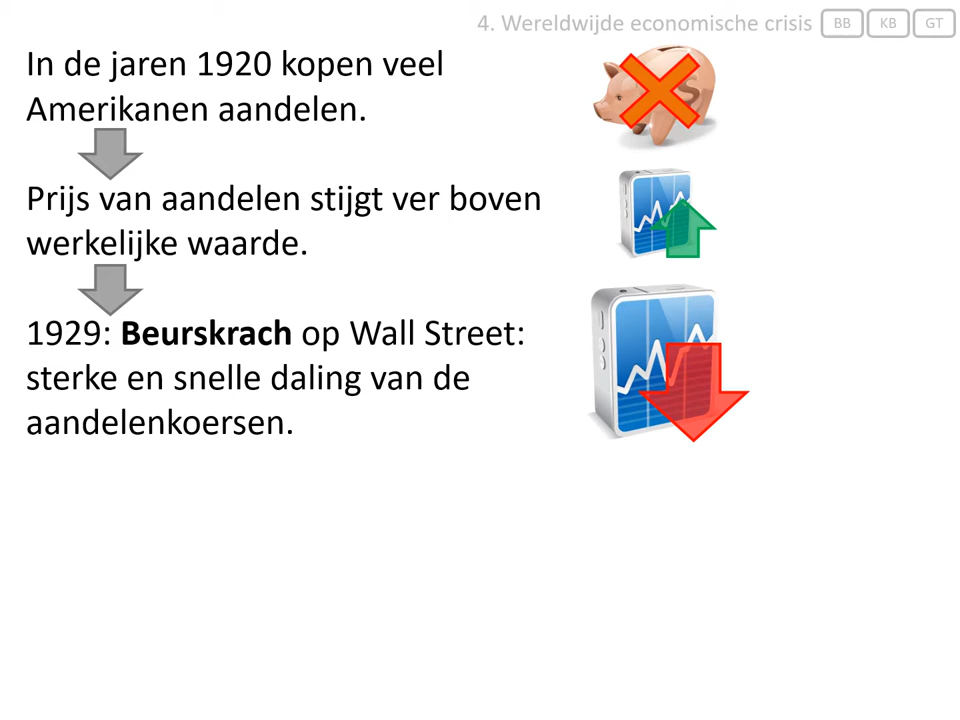 4. Wereldwijde economische crisis BB KB GT
In de jaren 1920 kopen veel
Amerikanen aandelen.
Prijs van aandelen stijgt ver boven
werkelijke waarde.
1929: Beurskrach op Wall Street:
sterke en snelle daling van de
aandelenkoersen.